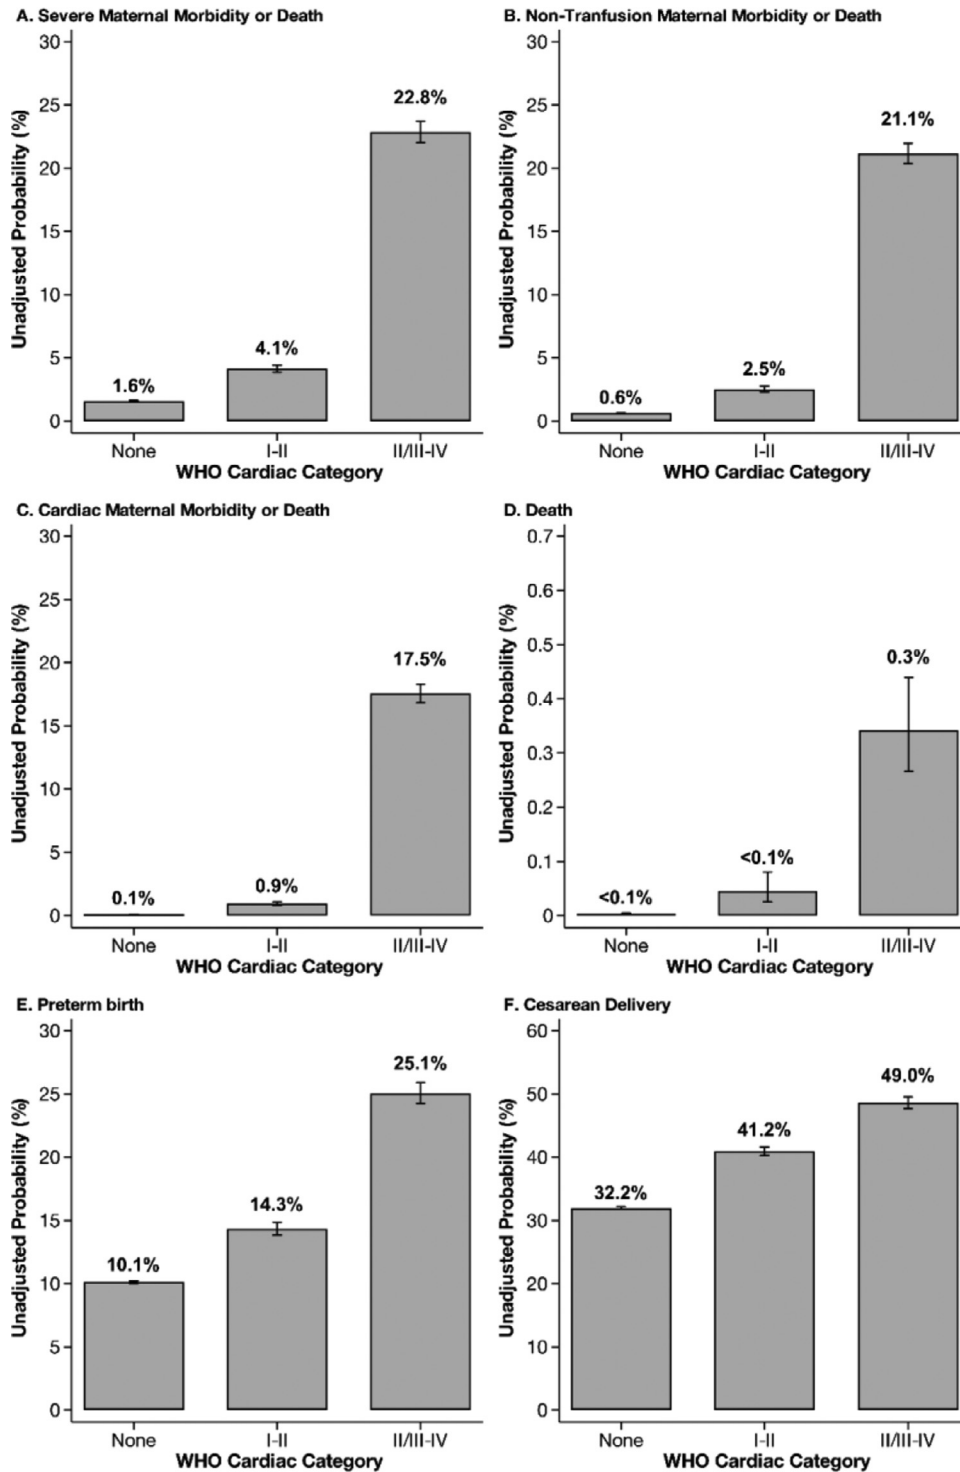 A. Severe Maternal Morbidity or Death
30
25
20
15
10
5
0
Unadjusted Probability (%)
1.6%
4.1%
22.8%
None
I-II
II/III-IV
WHO Cardiac Category
B. Non-Tranfusion Maternal Morbidity or Death
30
25
20
15
10
5
0
Unadjusted Probability (%)
0.6%
2.5%
21.1%
None
I-II
II/III-IV
WHO Cardiac Category
C. Cardiac Maternal Morbidity or Death
30
25
20
15
10
5
0
Unadjusted Probability (%)
0.1%
0.9%
17.5%
None
I-II
II/III-IV
WHO Cardiac Category
D. Death
0.7
0.6
0.5
0.4
0.3
0.2
0.1
0
Unadjusted Probability (%)
<0.1%
<0.1%
0.3%
None
I-II
II/III-IV
WHO Cardiac Category
E. Preterm birth
30
25
20
15
10
5
0
Unadjusted Probability (%)
10.1%
14.3%
25.1%
None
I-II
II/III-IV
WHO Cardiac Category
F. Cesarean Delivery
60
50
40
30
20
10
0
Unadjusted Probability (%)
32.2%
41.2%
49.0%
None
I-II
II/III-IV
WHO Cardiac Category